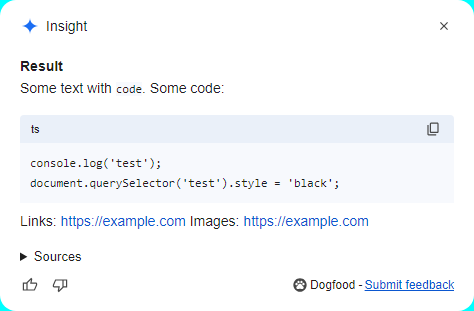 Insight
Result
Some text with code. Some code:
ts
console.log('test');
document.querySelector('test').style = 'black';
Links: https://example.com Images: https://example.com
Sources
Dogfood - Submit feedback